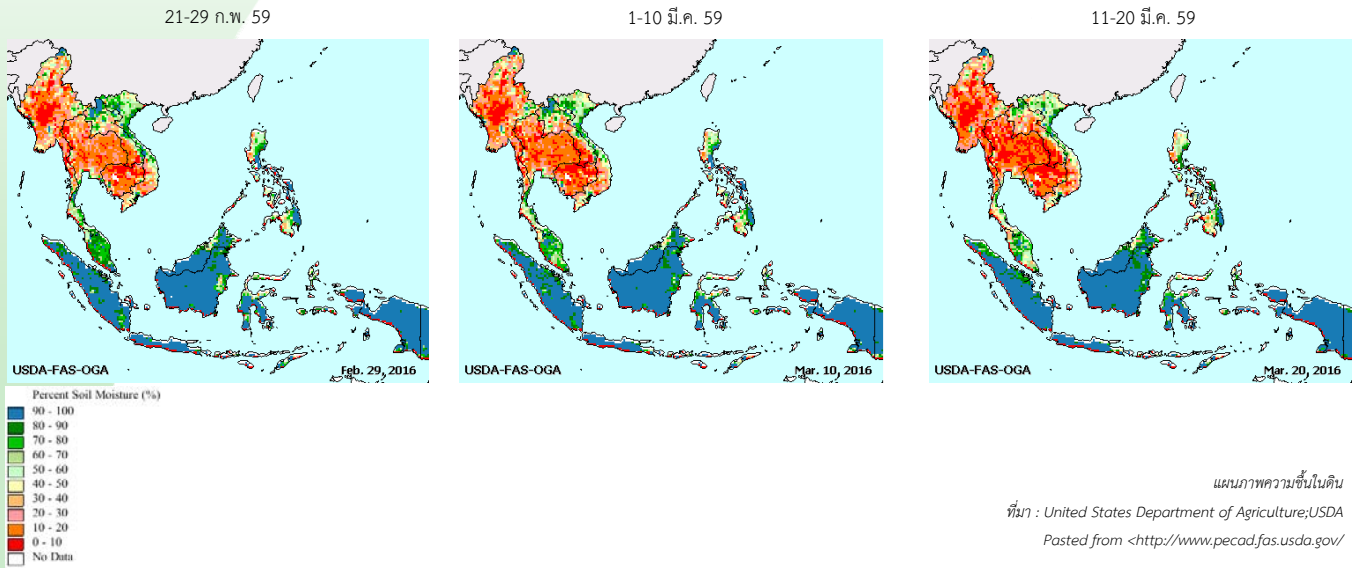 21-29 ก.พ. 59
1-10 มี.ค. 59
11-20 มี.ค. 59
USDA-FAS-OGA
Feb. 29, 2016
USDA-FAS-OGA
Mar. 10, 2016
USDA-FAS-OGA
Mar. 20, 2016
Percent Soil Moisture (%)
90 - 100
80 - 90
70 - 80
60 - 70
50 - 60
40 - 50
30 - 40
20 - 30
10 - 20
0 - 10
No Data
แผนภาพความชื้นในดิน
ที่มา : United States Department of Agriculture;USDA
Pasted from <http://www.pecad.fas.usda.gov/